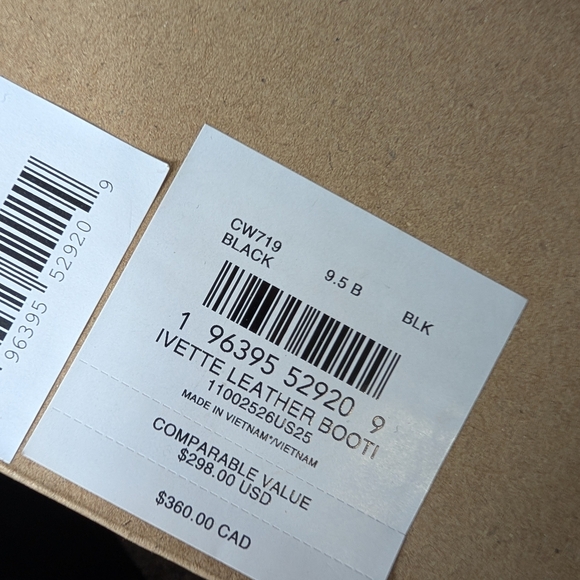 96395 52920 9
CW719
BLACK 9.5 B BLK
1 96395 52920 9
IVETTE LEATHER BOOTI
11002526US25
MADE IN VIETNAM*/VIETNAM
COMPARABLE VALUE
$298.00 USD
$360.00 CAD